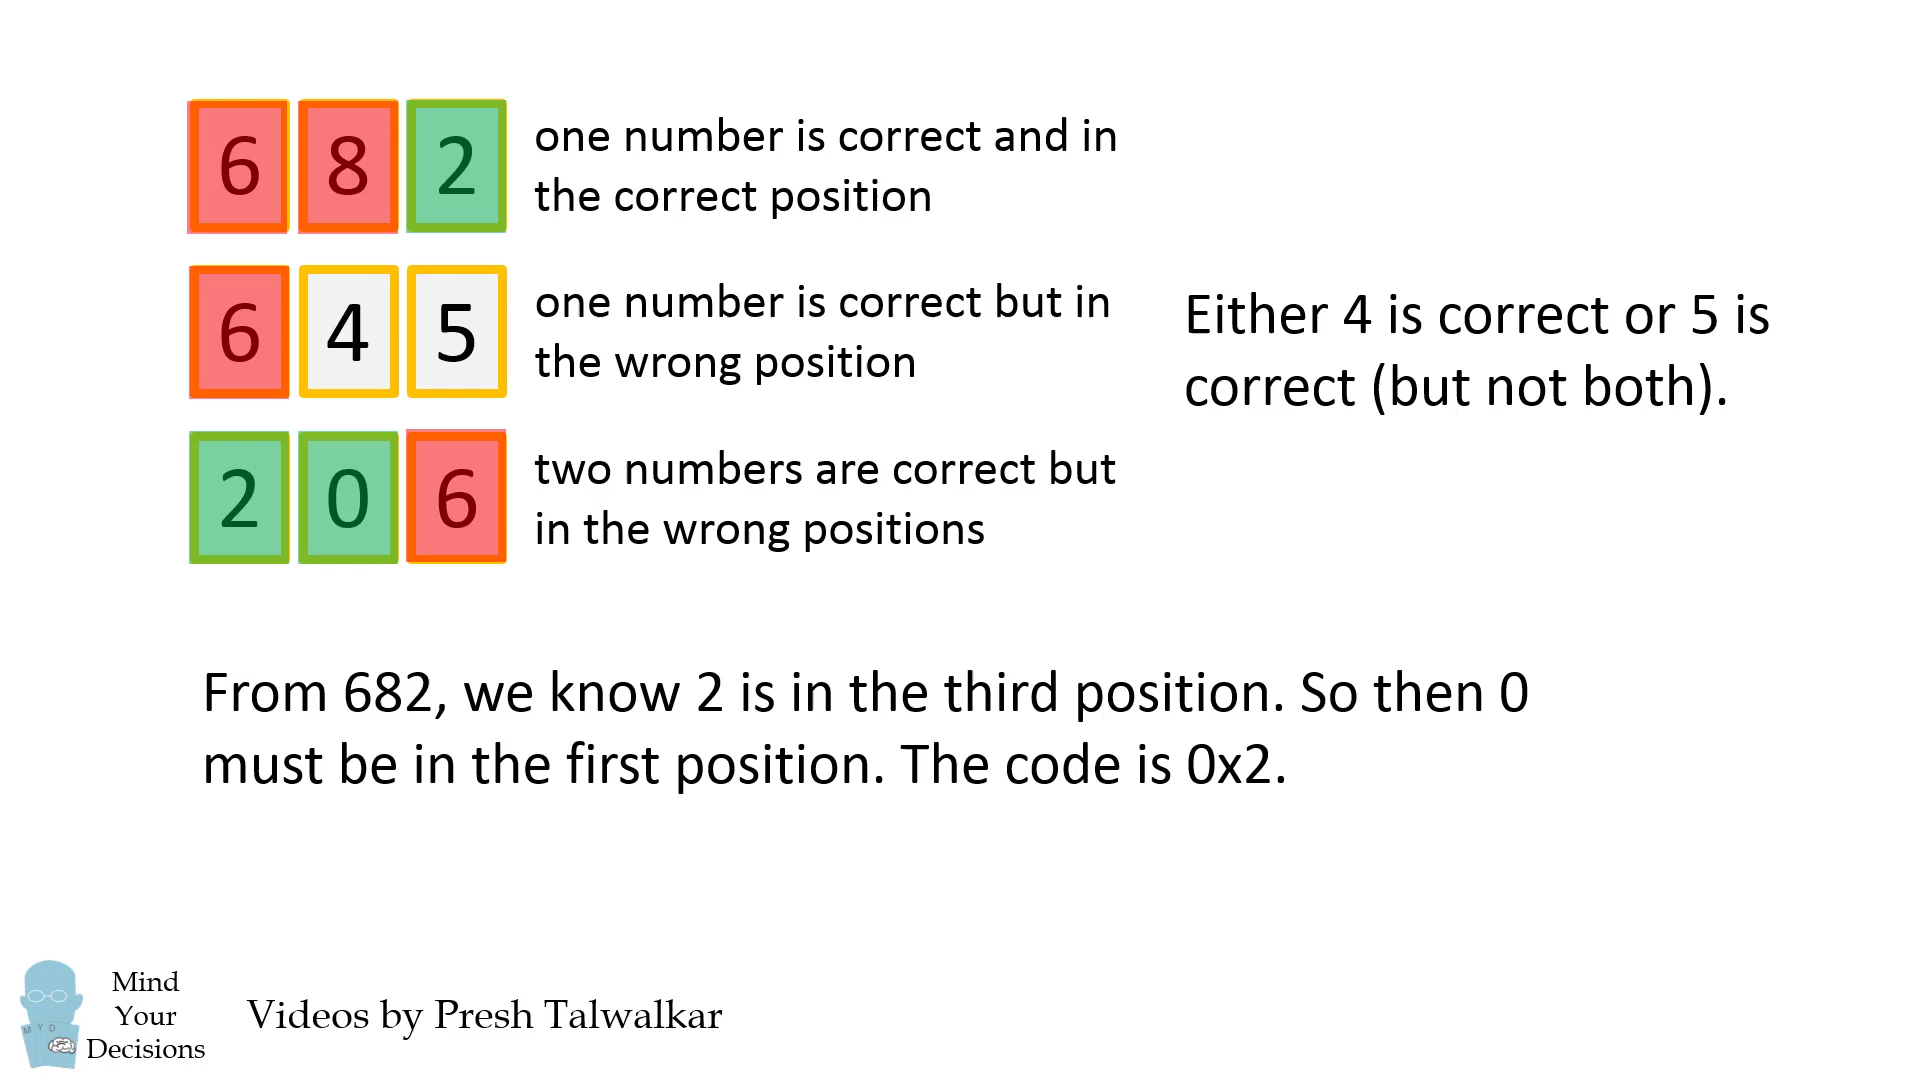 6 8 2 one number is correct and in
the correct position
6 4 5 one number is correct but in
the wrong position
Either 4 is correct or 5 is
correct (but not both).
2 0 6 two numbers are correct but
in the wrong positions
From 682, we know 2 is in the third position. So then 0
must be in the first position. The code is 0x2.
M Y D
Mind
Your
Decisions
Videos by Presh Talwalkar